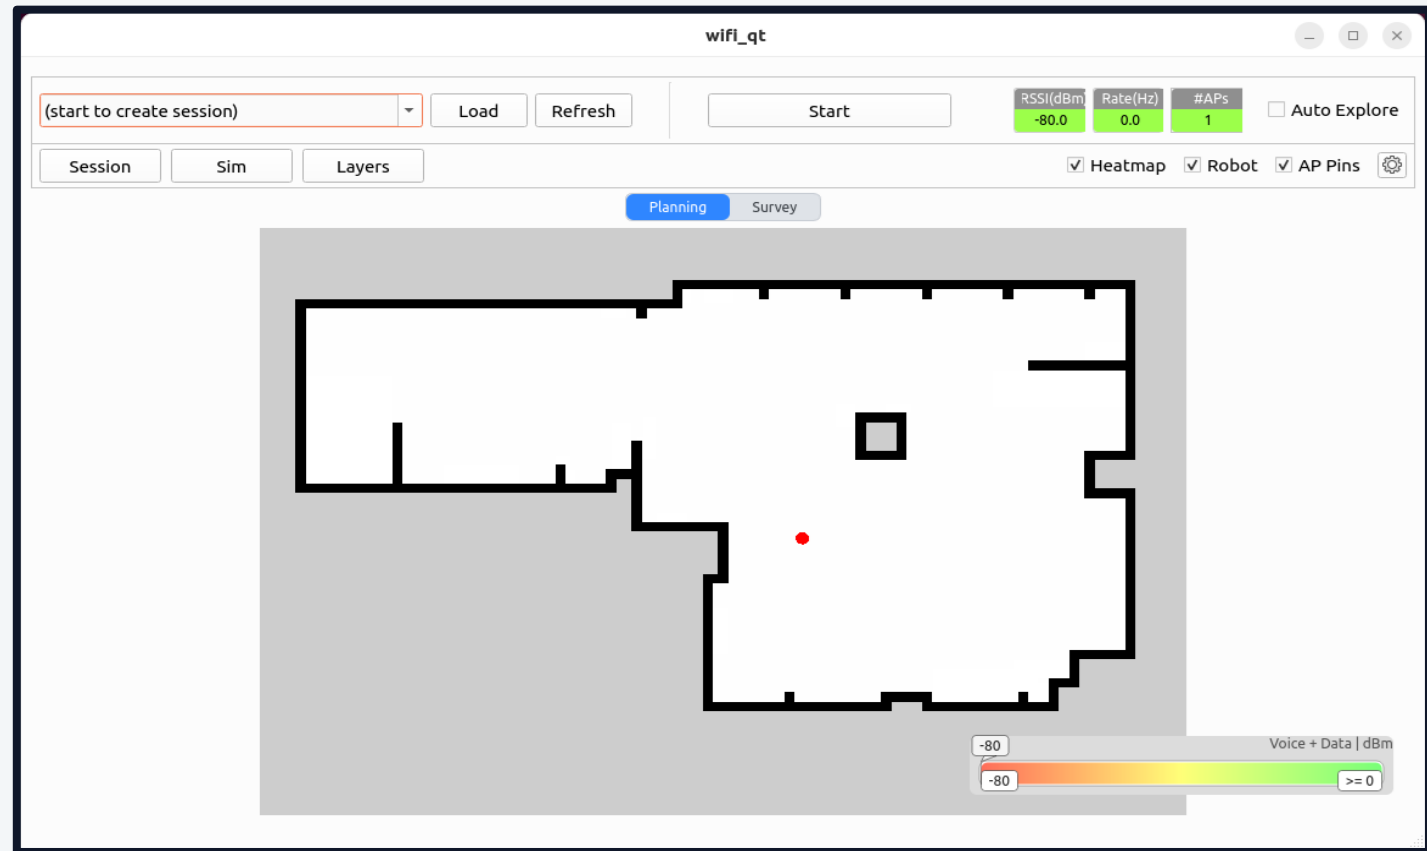 wifi_qt
(start to create session)
Load
Refresh
Start
RSSI(dBm)
-80.0
Rate(Hz)
0.0
#APs
1
Auto Explore
Session
Sim
Layers
Heatmap
Robot
AP Pins
Planning
Survey
-80
Voice + Data | dBm
-80
>= 0